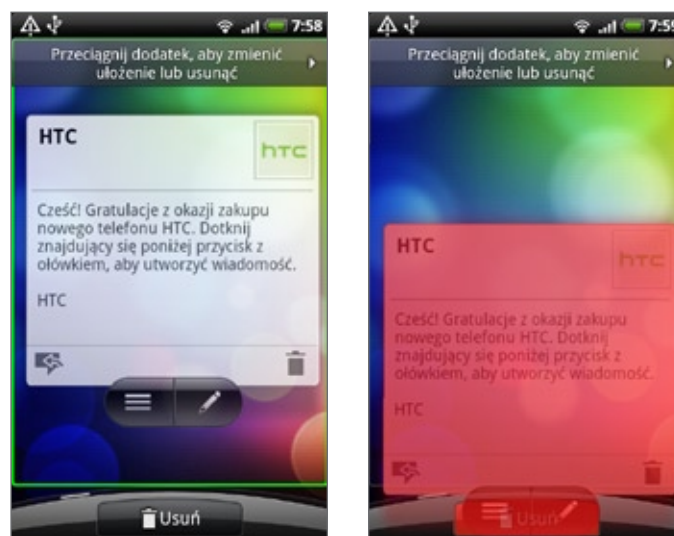 7:58
Przeciągnij dodatek, aby zmienić
ułożenie lub usunąć
HTC
hTC
Cześć! Gratulacje z okazji zakupu
nowego telefonu HTC. Dotknij
znajdujący się poniżej przycisk z
ołówkiem, aby utworzyć wiadomość.
HTC
Usuń
7:59
Przeciągnij dodatek, aby zmienić
ułożenie lub usunąć
HTC
hTC
Cześć! Gratulacje z okazji zakupu
nowego telefonu HTC. Dotknij
znajdujący się poniżej przycisk z
ołówkiem, aby utworzyć wiadomość.
HTC
Usuń